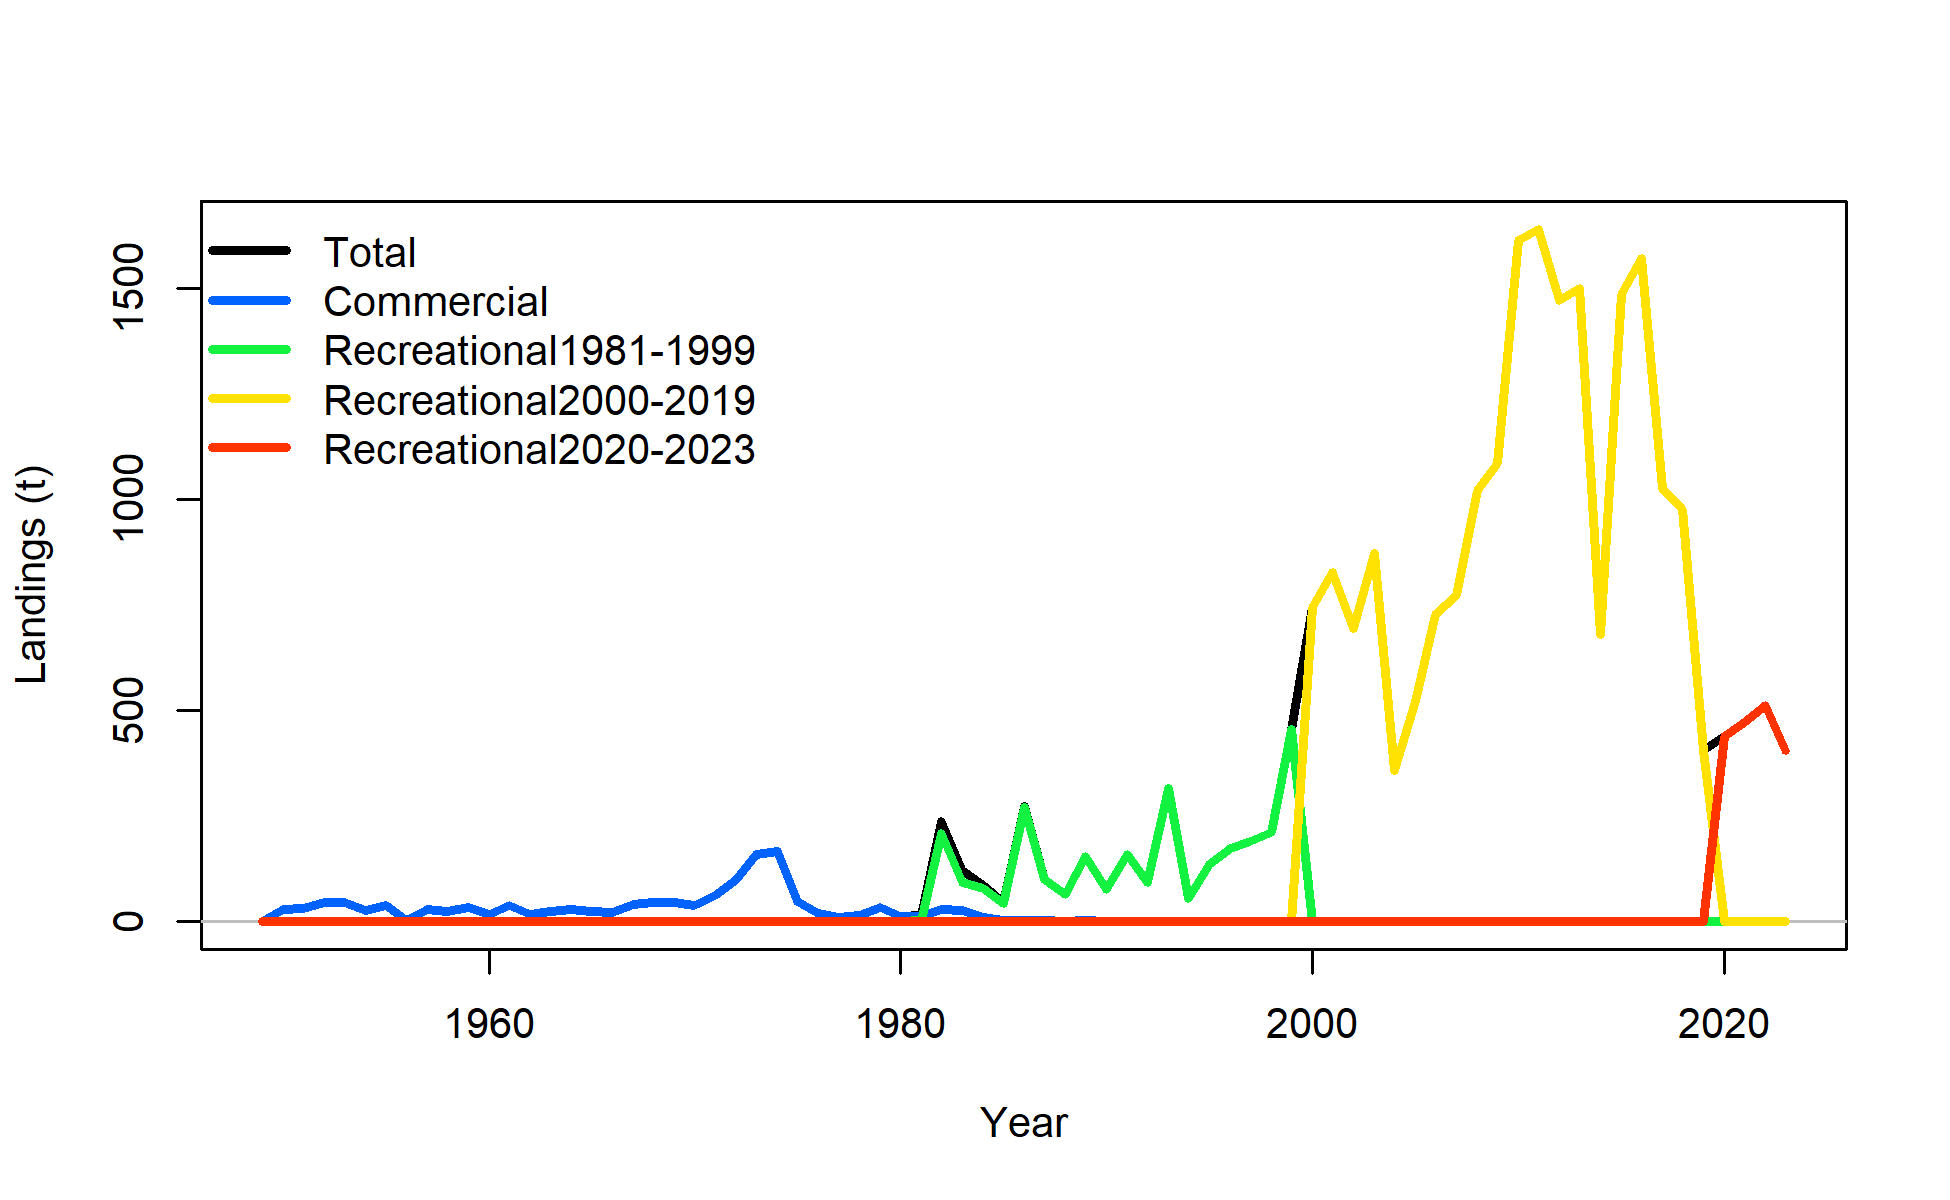 Total
Commercial
Recreational1981-1999
Recreational2000-2019
Recreational2020-2023
Landings (t)
1500
1000
500
0
1960 1980 2000 2020
Year